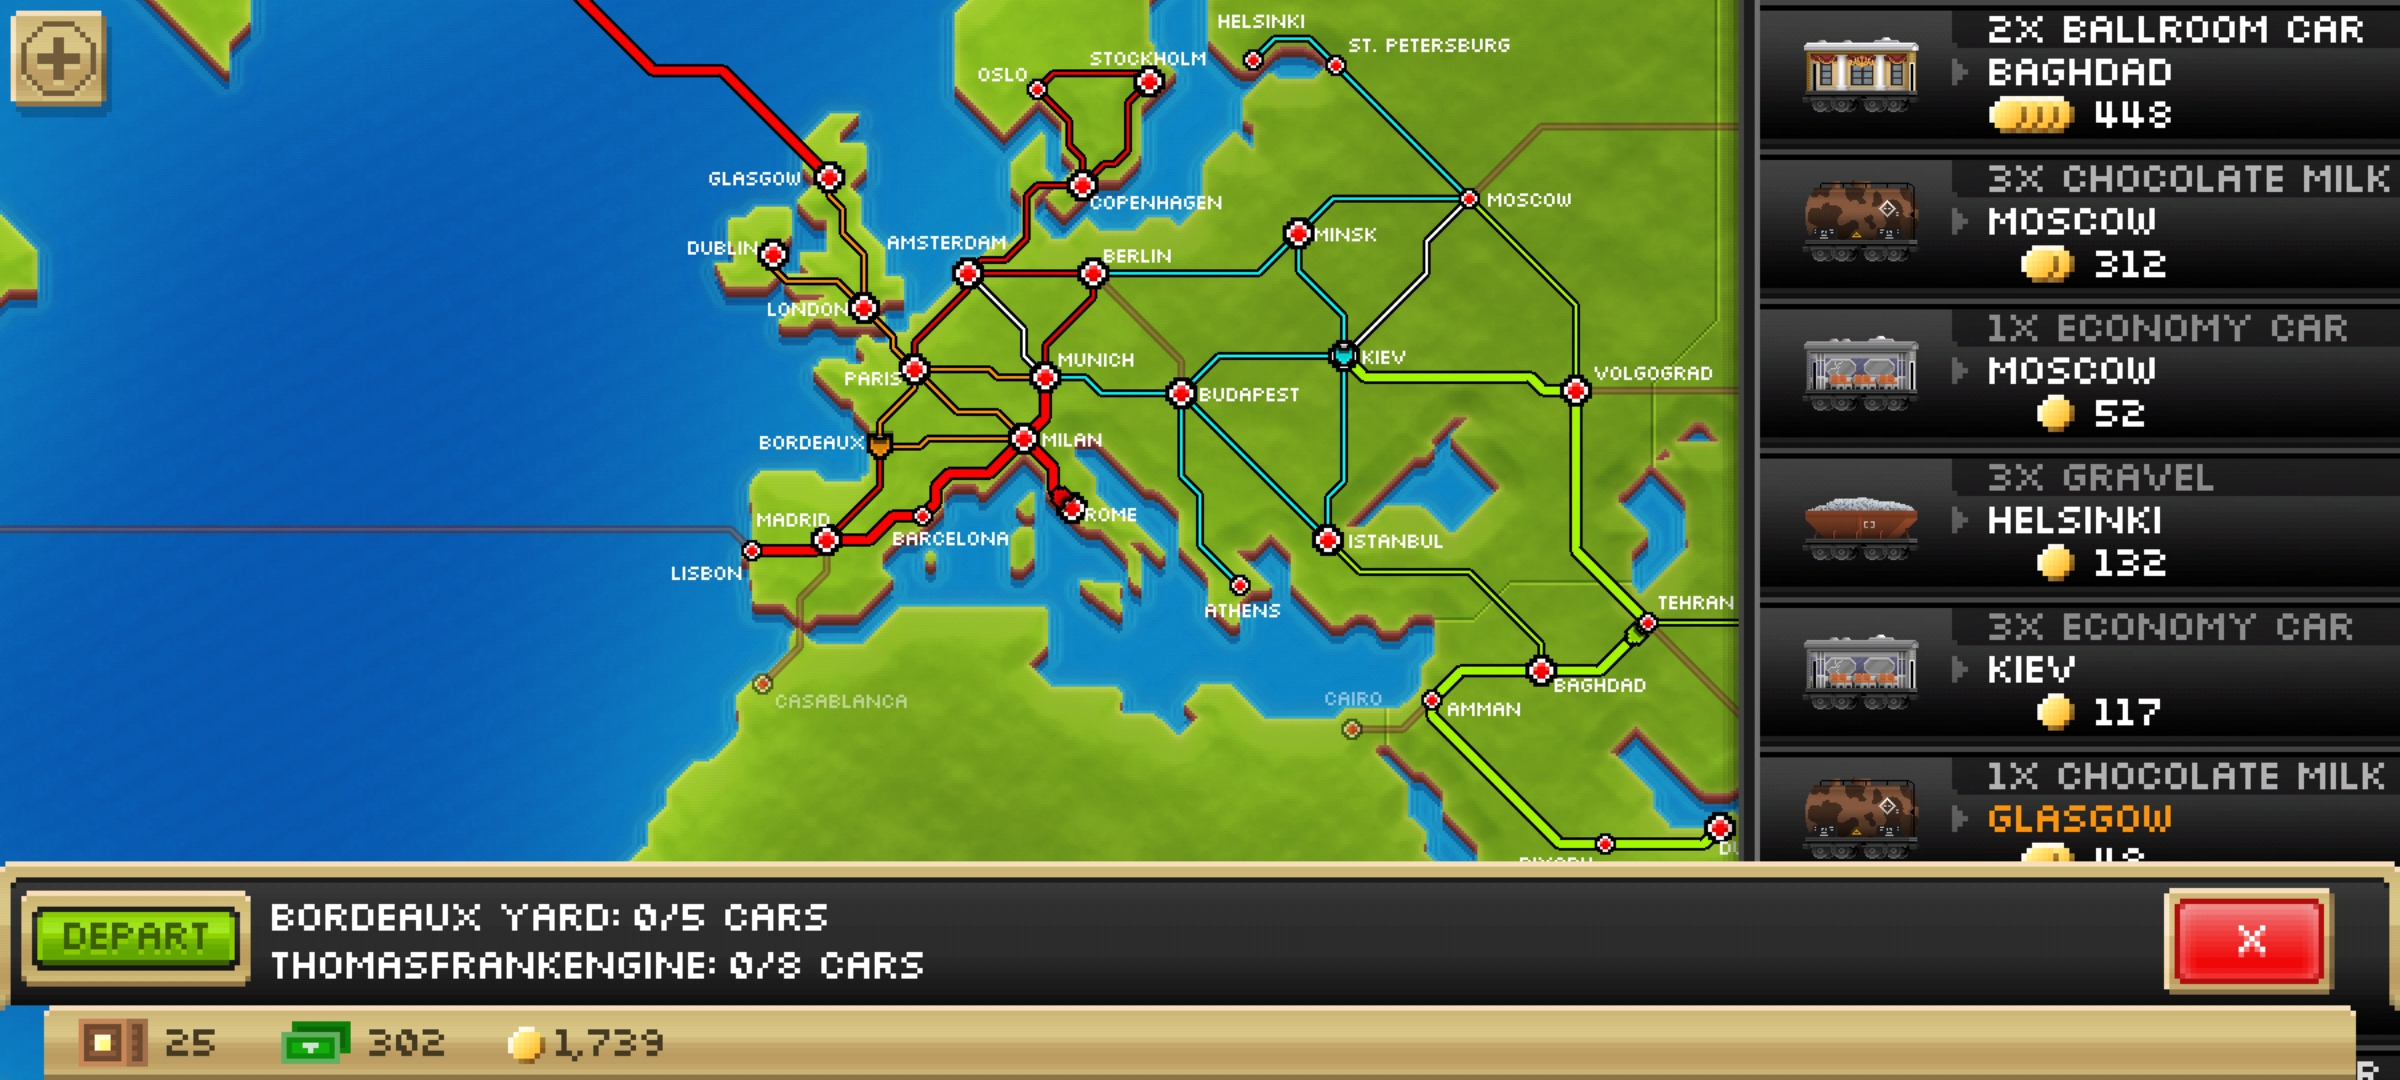 HELSINKI
ST. PETERSBURG
STOCKHOLM
OSLO
GLASGOW
COPENHAGEN
MOSCOW
MINSK
DUBLIN
AMSTERDAM
BERLIN
LONDON
MUNICH
KIEV
VOLGOGRAD
PARIS
BUDAPEST
BORDEAUX
MILAN
MADRID
ROME
BARCELONA
ISTANBUL
LISBON
ATHENS
TEHRAN
BAGHDAD
CASABLANCA
CAIRO
AMMAN
2X BALLROOM CAR
BAGHDAD
448
3X CHOCOLATE MILK
MOSCOW
312
1X ECONOMY CAR
MOSCOW
52
3X GRAVEL
HELSINKI
132
3X ECONOMY CAR
KIEV
117
1X CHOCOLATE MILK
GLASGOW
DEPART
BORDEAUX YARD: 0/5 CARS
THOMASFRANKENGINE: 0/8 CARS
X
25
302
1,739